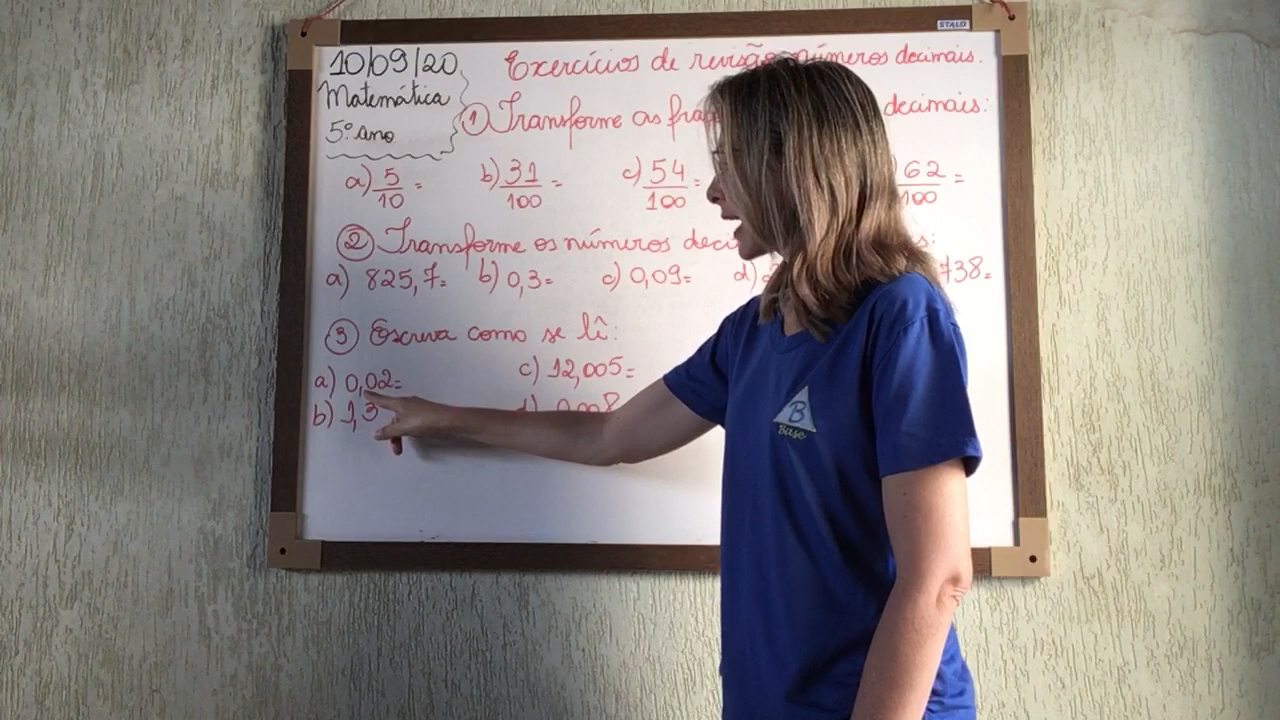 STALO
10/09/20
Matemática
5º ano
Exercícios de revisão números decimais.
1 Transforme as decimais:
a) 5/10 = b) 31/100 = c) 54/100 = ) 62/100 =
2 Transforme os números
a) 825,7= b) 0,3= c) 0,09= d) 738=
3 Escreva como se lê:
a) 0,02= c) 12,005=
b) 1,3 d) 0,008
B
Base